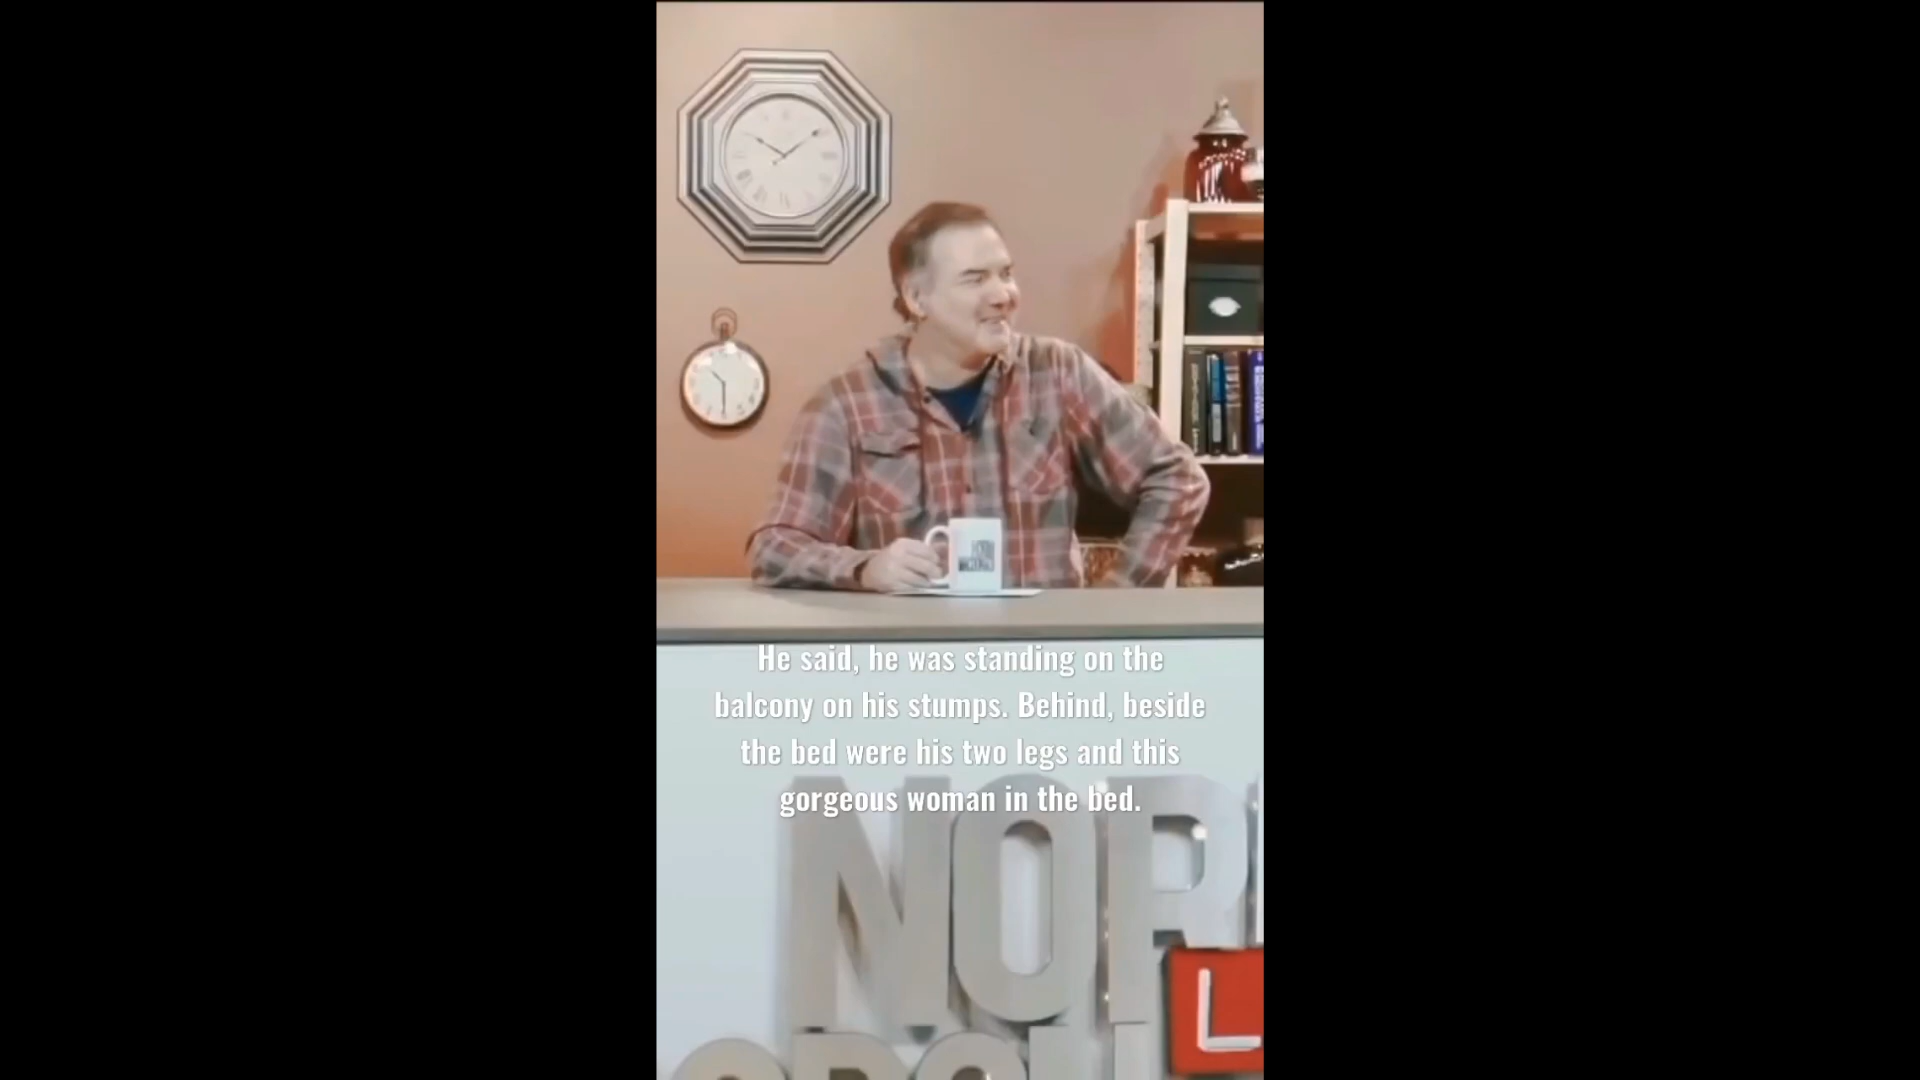 He said, he was standing on the
balcony on his stumps. Behind, beside
the bed were his two legs and this
gorgeous woman in the bed.
NOR
L